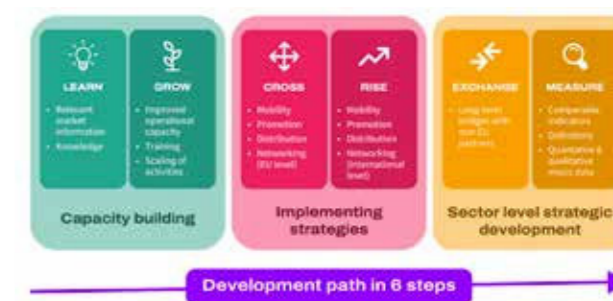 LEARN
• Relevant
market
information
• Knowledge
GROW
• Improved
operational
capacity
• Training
• Scaling of
activities
Capacity building
CROSS
• Mobility
• Promotion
• Distribution
• Networking
(EU level)
RISE
• Mobility
• Promotion
• Distribution
• Networking
(international
level)
Implementing
strategies
EXCHANGE
• Long-term
bridges with
non EU
partners
MEASURE
• Comparable
indicators
• Definitions
• Quantitative &
qualitative
music data
Sector level strategic
development
Development path in 6 steps